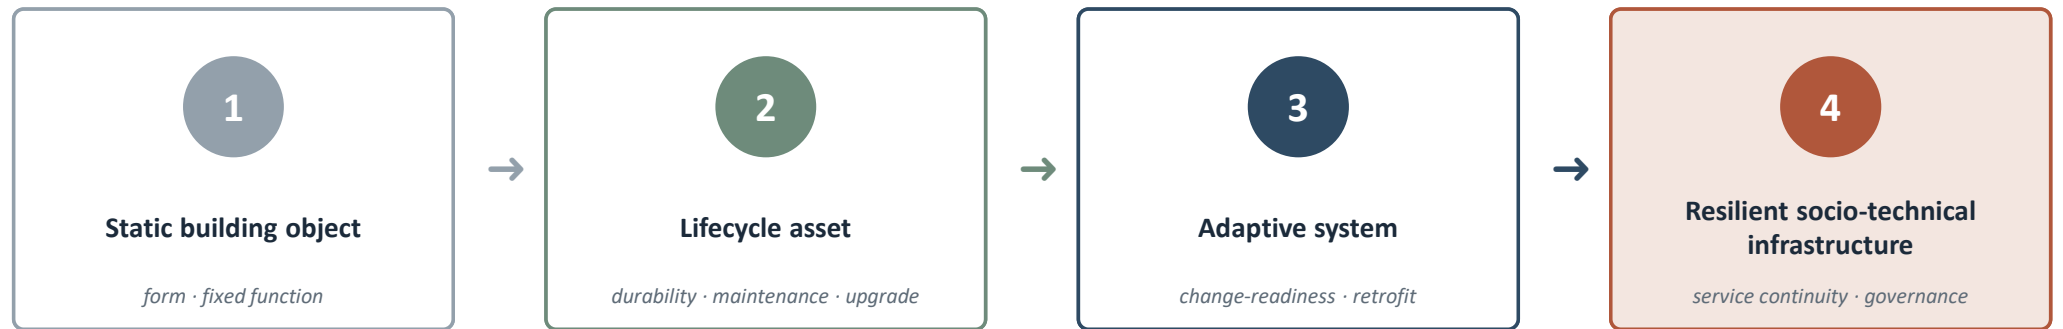 1
Static building object
form · fixed function
→
2
Lifecycle asset
durability · maintenance · upgrade
→
3
Adaptive system
change-readiness · retrofit
→
4
Resilient socio-technical
infrastructure
service continuity · governance